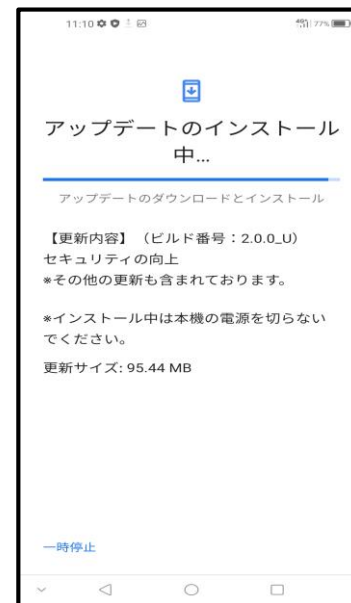 11:10
77%
アップデートのインストール
中...
アップデートのダウンロードとインストール
【更新内容】（ビルド番号：2.0.0_U）
セキュリティの向上
*その他の更新も含まれております。
*インストール中は本機の電源を切らない
でください。
更新サイズ: 95.44 MB
一時停止